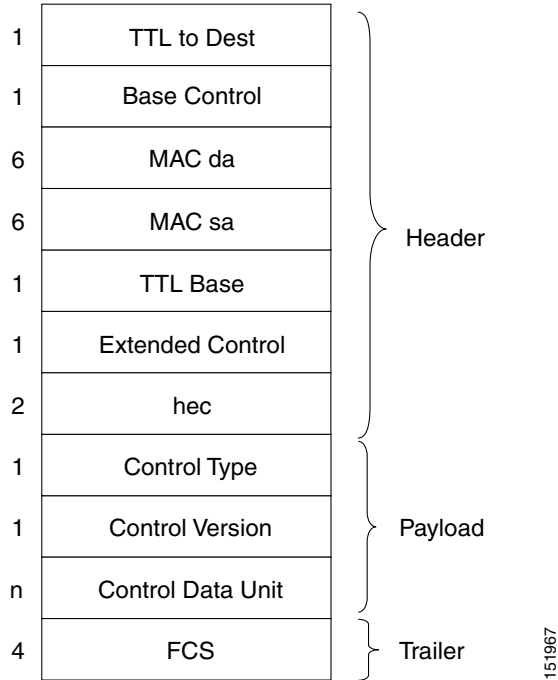 1 TTL to Dest
1 Base Control
6 MAC da
6 MAC sa
Header
1 TTL Base
1 Extended Control
2 hec
1 Control Type
1 Control Version
Payload
n Control Data Unit
4 FCS
Trailer
151967